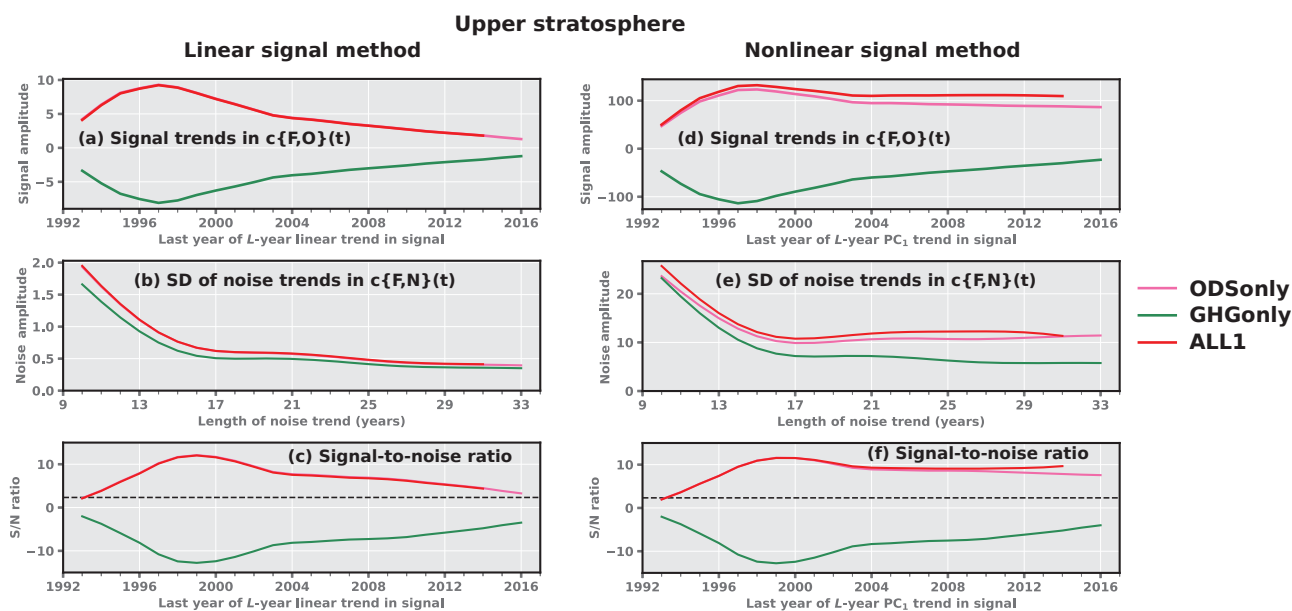 Upper stratosphere
Linear signal method
Nonlinear signal method
10
5
0
−5
Signal amplitude
(a) Signal trends in c{F,O}(t)
1992 1996 2000 2004 2008 2012 2016
Last year of L-year linear trend in signal
2.0
1.5
1.0
0.5
0.0
Noise amplitude
(b) SD of noise trends in c{F,N}(t)
9 13 17 21 25 29 33
Length of noise trend (years)
10
0
−10
S/N ratio
(c) Signal-to-noise ratio
1992 1996 2000 2004 2008 2012 2016
Last year of L-year linear trend in signal
100
0
−100
Signal amplitude
(d) Signal trends in c{F,O}(t)
1992 1996 2000 2004 2008 2012 2016
Last year of L-year PC₁ trend in signal
20
10
0
Noise amplitude
(e) SD of noise trends in c{F,N}(t)
9 13 17 21 25 29 33
Length of noise trend (years)
10
0
−10
S/N ratio
(f) Signal-to-noise ratio
1992 1996 2000 2004 2008 2012 2016
Last year of L-year PC₁ trend in signal
ODSonly
GHGonly
ALL1